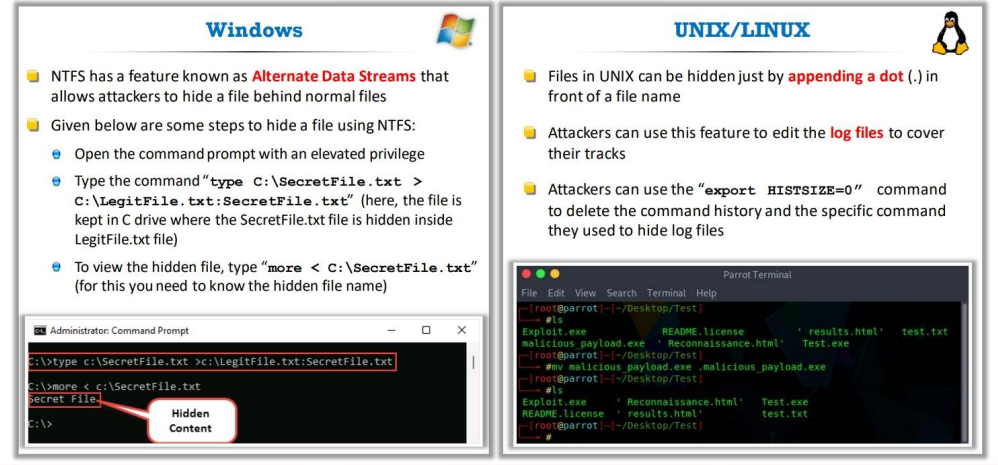 Windows
NTFS has a feature known as Alternate Data Streams that
allows attackers to hide a file behind normal files
Given below are some steps to hide a file using NTFS:
Open the command prompt with an elevated privilege
Type the command "type C:\SecretFile.txt >
C:\LegitFile.txt:SecretFile.txt" (here, the file is
kept in C drive where the SecretFile.txt file is hidden inside
LegitFile.txt file)
To view the hidden file, type "more < C:\SecretFile.txt"
(for this you need to know the hidden file name)
Administrator: Command Prompt
C:\>type c:\SecretFile.txt >c:\LegitFile.txt:SecretFile.txt
C:\>more < c:\SecretFile.txt
Secret File
C:\>
Hidden
Content
UNIX/LINUX
Files in UNIX can be hidden just by appending a dot (.) in
front of a file name
Attackers can use this feature to edit the log files to cover
their tracks
Attackers can use the "export HISTSIZE=0" command
to delete the command history and the specific command
they used to hide log files
Parrot Terminal
File Edit View Search Terminal Help
[root@parrot]-[~/Desktop/Test]
#ls
Exploit.exe README.license ' results.html' test.txt
malicious_payload.exe ' Reconnaissance.html' Test.exe
[root@parrot]-[~/Desktop/Test]
#mv malicious_payload.exe .malicious_payload.exe
[root@parrot]-[~/Desktop/Test]
#ls
Exploit.exe ' Reconnaissance.html' Test.exe
README.license ' results.html' test.txt
[root@parrot]-[~/Desktop/Test]
#